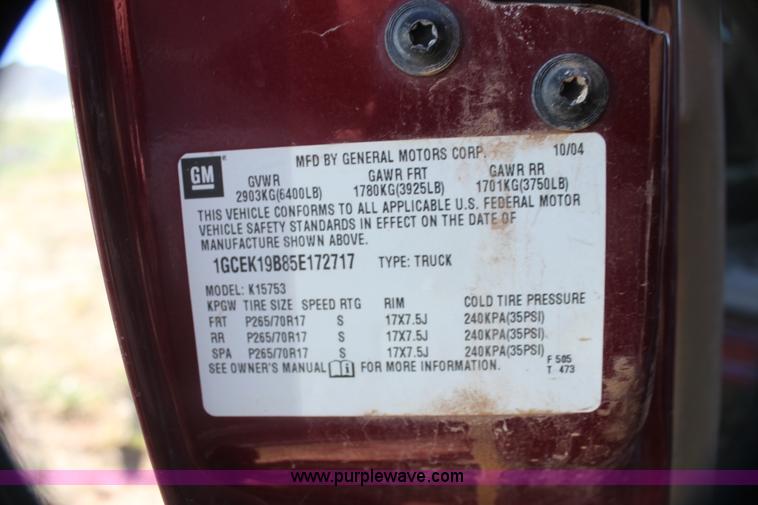 GM
MFD BY GENERAL MOTORS CORP. 10/04
GVWR GAWR FRT GAWR RR
2903KG(6400LB) 1780KG(3925LB) 1701KG(3750LB)
THIS VEHICLE CONFORMS TO ALL APPLICABLE U.S. FEDERAL MOTOR
VEHICLE SAFETY STANDARDS IN EFFECT ON THE DATE OF
MANUFACTURE SHOWN ABOVE.
1GCEK19B85E172717 TYPE: TRUCK
MODEL: K15753
KPGW TIRE SIZE SPEED RTG RIM COLD TIRE PRESSURE
FRT P265/70R17 S 17X7.5J 240KPA(35PSI)
RR P265/70R17 S 17X7.5J 240KPA(35PSI)
SPA P265/70R17 S 17X7.5J 240KPA(35PSI)
SEE OWNER'S MANUAL FOR MORE INFORMATION.
F 505
T 473
www.purplewave.com